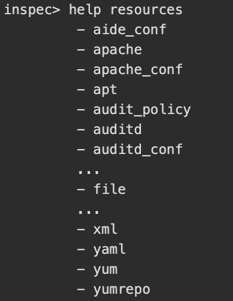 inspec> help resources
- aide_conf
- apache
- apache_conf
- apt
- audit_policy
- auditd
- auditd_conf
...
- file
...
- xml
- yaml
- yum
- yumrepo